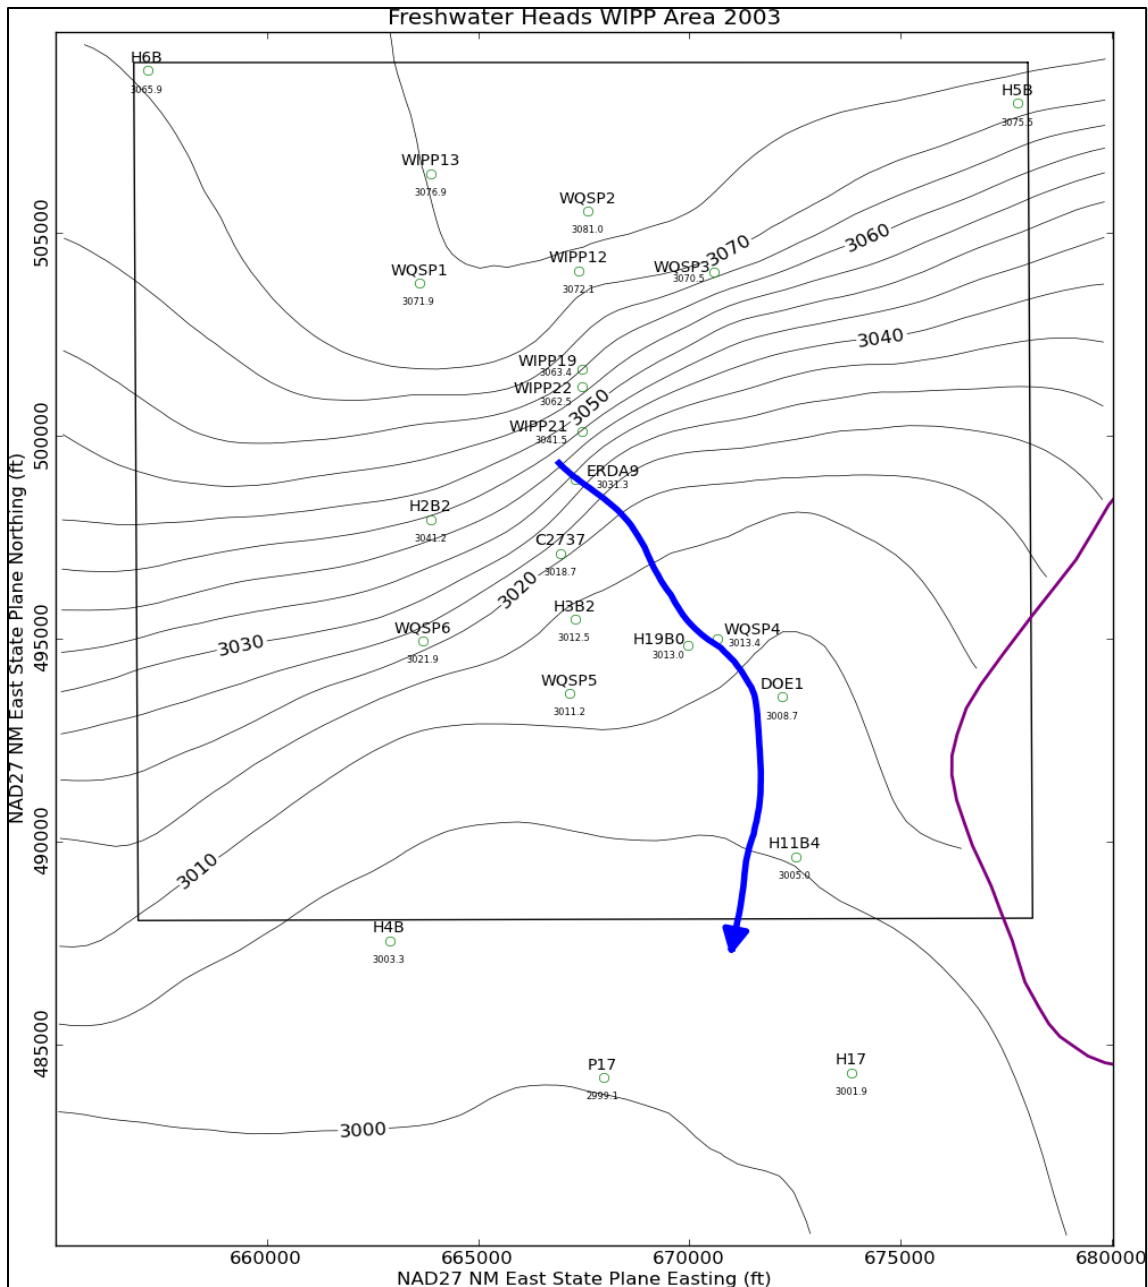 Freshwater Heads WIPP Area 2003
H6B
3065.9
H5B
3075.5
WIPP13
3076.9
WQSP2
3081.0
505000
3070
3060
WIPP12
3072.1
WQSP3
3070.5
WQSP1
3071.9
3040
WIPP19
3063.4
WIPP22
3062.5
3050
WIPP21
3041.5
500000
ERDA9
3031.3
H2B2
3041.2
C2737
3018.7
3020
H3B2
3012.5
WQSP6
3021.9
3030
H19B0
3013.0
WQSP4
3013.4
495000
WQSP5
3011.2
DOE1
3008.7
3010
H11B4
3005.0
490000
H4B
3003.3
485000
P17
2999.1
H17
3001.9
3000
NAD27 NM East State Plane Northing (ft)
660000 665000 670000 675000 680000
NAD27 NM East State Plane Easting (ft)